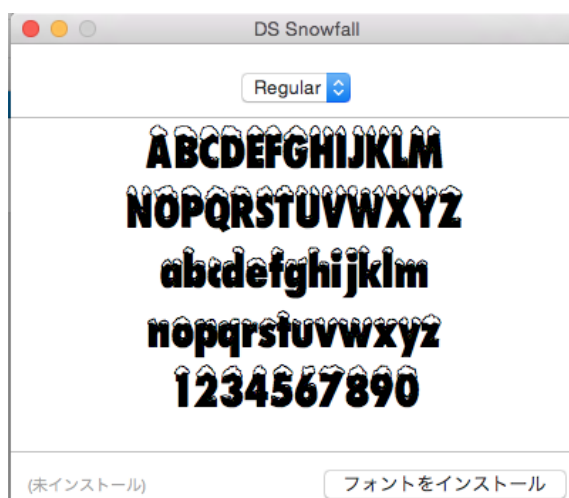 DS Snowfall
Regular
ABCDEFGHIJKLM
NOPQRSTUVWXYZ
abcdefghijklm
nopqrstuvwxyz
1234567890
(未インストール) フォントをインストール